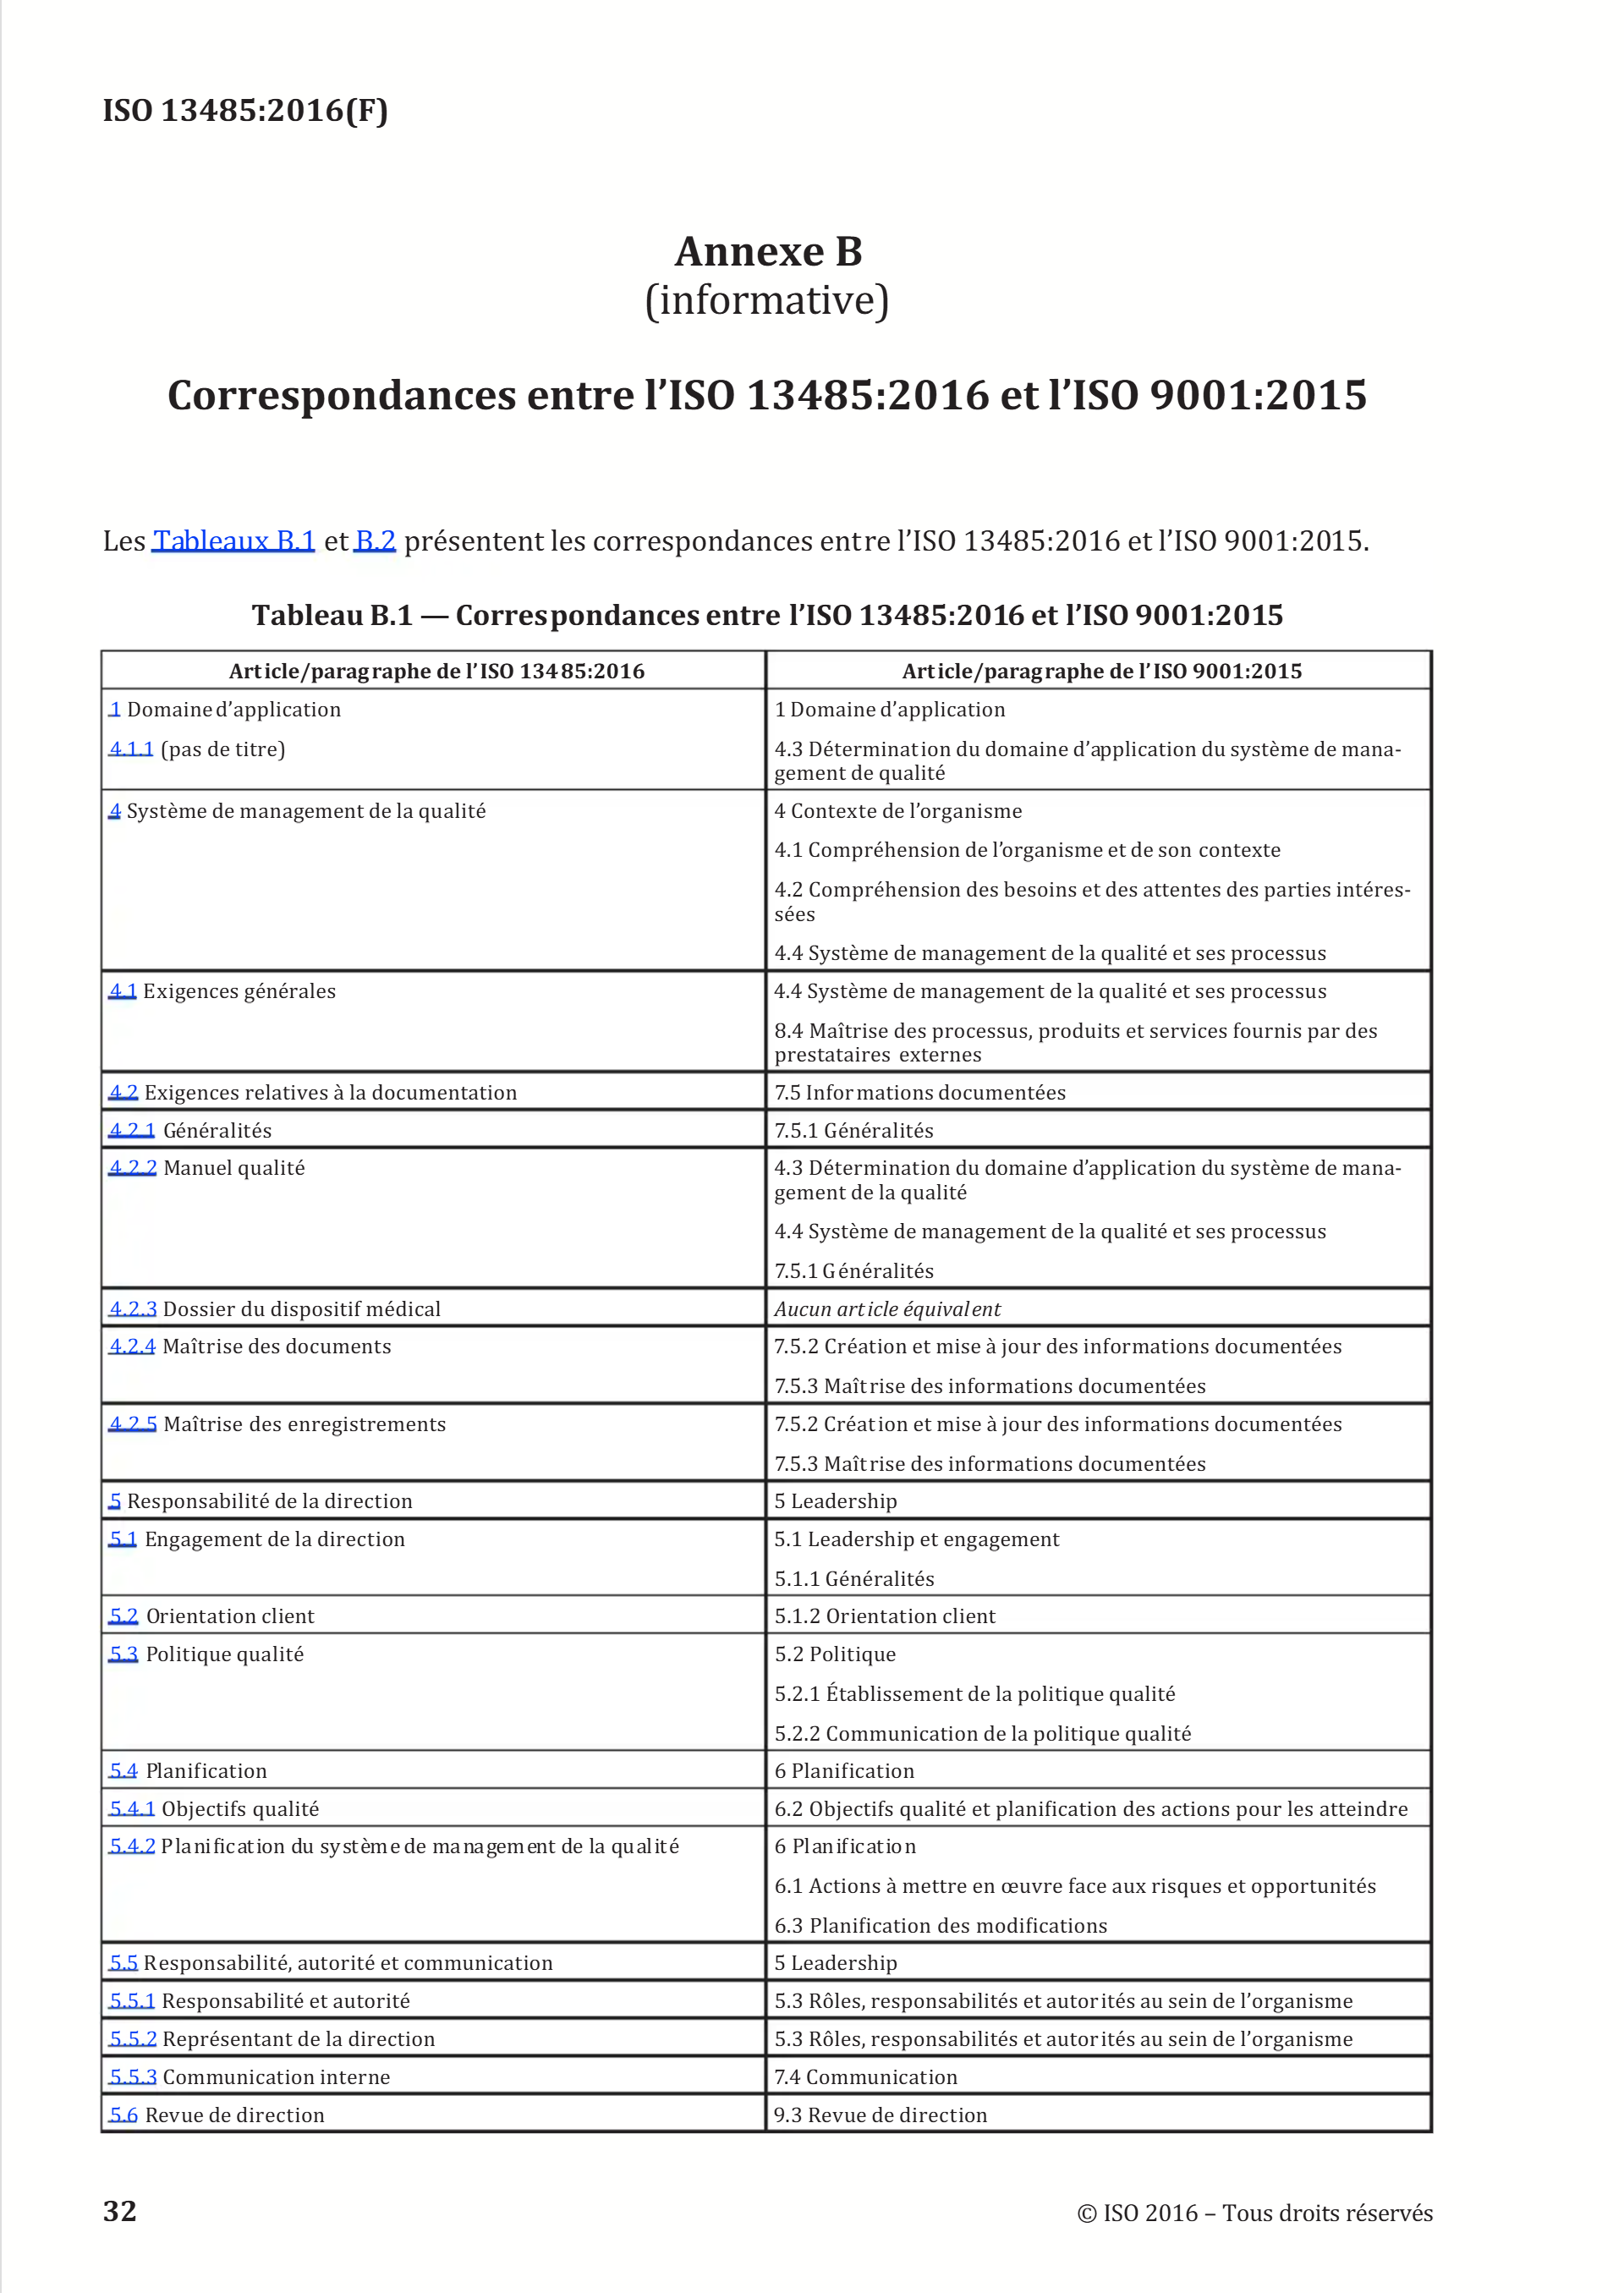 ISO 13485:2016(F)
Annexe B
(informative)
Correspondances entre l’ISO 13485:2016 et l’ISO 9001:2015
Les Tableaux B.1 et B.2 présentent les correspondances entre l’ISO 13485:2016 et l’ISO 9001:2015.
Tableau B.1 — Correspondances entre l’ISO 13485:2016 et l’ISO 9001:2015
Article/paragraphe de l’ISO 13485:2016
Article/paragraphe de l’ISO 9001:2015
1 Domaine d’application
1 Domaine d’application
4.1.1 (pas de titre)
4.3 Détermination du domaine d’application du système de mana-
gement de qualité
4 Système de management de la qualité
4 Contexte de l’organisme
4.1 Compréhension de l’organisme et de son contexte
4.2 Compréhension des besoins et des attentes des parties intéres-
sées
4.4 Système de management de la qualité et ses processus
4.1 Exigences générales
4.4 Système de management de la qualité et ses processus
8.4 Maîtrise des processus, produits et services fournis par des
prestataires externes
4.2 Exigences relatives à la documentation
7.5 Informations documentées
4.2.1 Généralités
7.5.1 Généralités
4.2.2 Manuel qualité
4.3 Détermination du domaine d’application du système de mana-
gement de la qualité
4.4 Système de management de la qualité et ses processus
7.5.1 Généralités
4.2.3 Dossier du dispositif médical
Aucun article équivalent
4.2.4 Maîtrise des documents
7.5.2 Création et mise à jour des informations documentées
7.5.3 Maîtrise des informations documentées
4.2.5 Maîtrise des enregistrements
7.5.2 Création et mise à jour des informations documentées
7.5.3 Maîtrise des informations documentées
5 Responsabilité de la direction
5 Leadership
5.1 Engagement de la direction
5.1 Leadership et engagement
5.1.1 Généralités
5.2 Orientation client
5.1.2 Orientation client
5.3 Politique qualité
5.2 Politique
5.2.1 Établissement de la politique qualité
5.2.2 Communication de la politique qualité
5.4 Planification
6 Planification
5.4.1 Objectifs qualité
6.2 Objectifs qualité et planification des actions pour les atteindre
5.4.2 Planification du système de management de la qualité
6 Planification
6.1 Actions à mettre en œuvre face aux risques et opportunités
6.3 Planification des modifications
5.5 Responsabilité, autorité et communication
5 Leadership
5.5.1 Responsabilité et autorité
5.3 Rôles, responsabilités et autorités au sein de l’organisme
5.5.2 Représentant de la direction
5.3 Rôles, responsabilités et autorités au sein de l’organisme
5.5.3 Communication interne
7.4 Communication
5.6 Revue de direction
9.3 Revue de direction
32
© ISO 2016 – Tous droits réservés